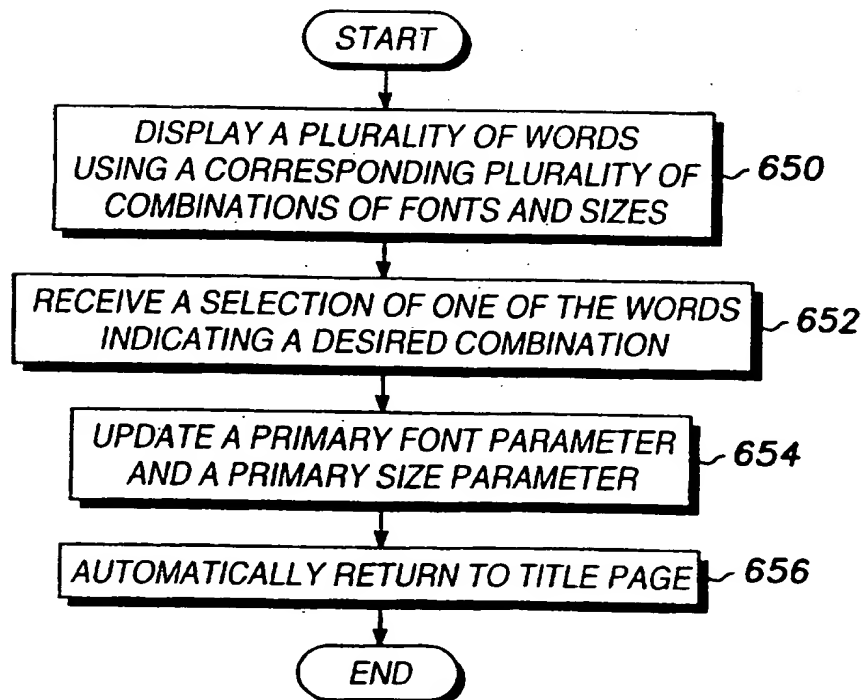 START
DISPLAY A PLURALITY OF WORDS
USING A CORRESPONDING PLURALITY OF
COMBINATIONS OF FONTS AND SIZES
650
RECEIVE A SELECTION OF ONE OF THE WORDS
INDICATING A DESIRED COMBINATION
652
UPDATE A PRIMARY FONT PARAMETER
AND A PRIMARY SIZE PARAMETER
654
AUTOMATICALLY RETURN TO TITLE PAGE
656
END